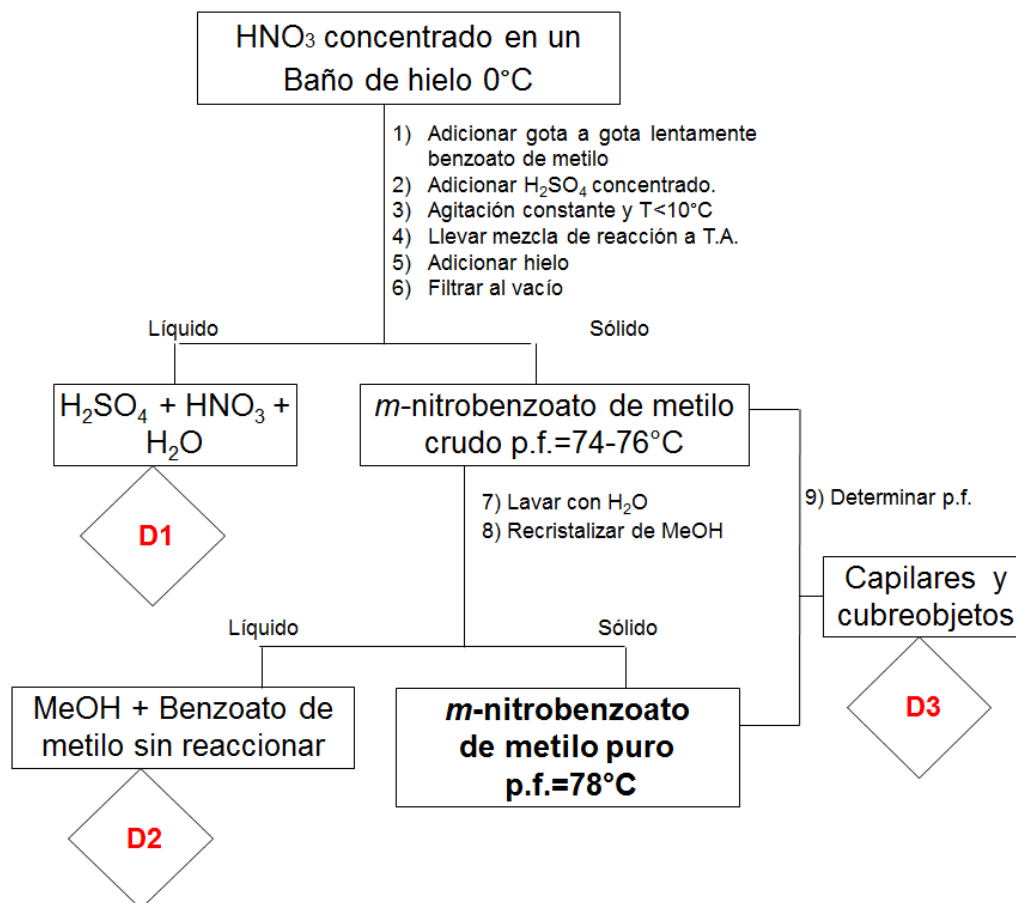 HNO₃ concentrado en un
Baño de hielo 0°C
1) Adicionar gota a gota lentamente
benzoato de metilo
2) Adicionar H₂SO₄ concentrado.
3) Agitación constante y T<10°C
4) Llevar mezcla de reacción a T.A.
5) Adicionar hielo
6) Filtrar al vacío
Líquido
Sólido
H₂SO₄ + HNO₃ +
H₂O
D1
m-nitrobenzoato de metilo
crudo p.f.=74-76°C
7) Lavar con H₂O
8) Recristalizar de MeOH
9) Determinar p.f.
Capilares y
cubreobjetos
D3
Líquido
Sólido
MeOH + Benzoato de
metilo sin reaccionar
D2
m-nitrobenzoato
de metilo puro
p.f.=78°C